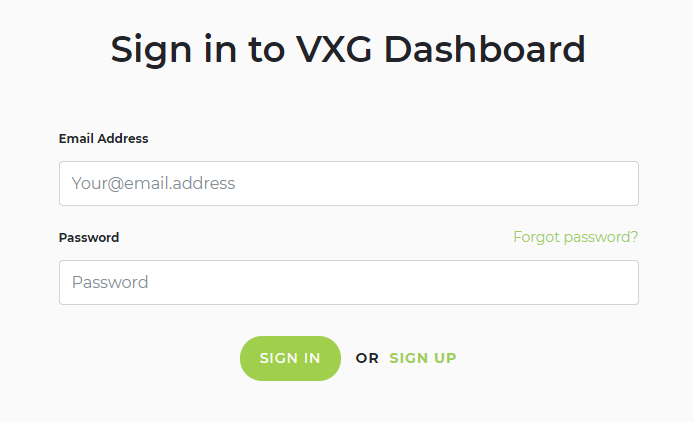 Sign in to VXG Dashboard
Email Address
Your@email.address
Password Forgot password?
Password
SIGN IN OR SIGN UP